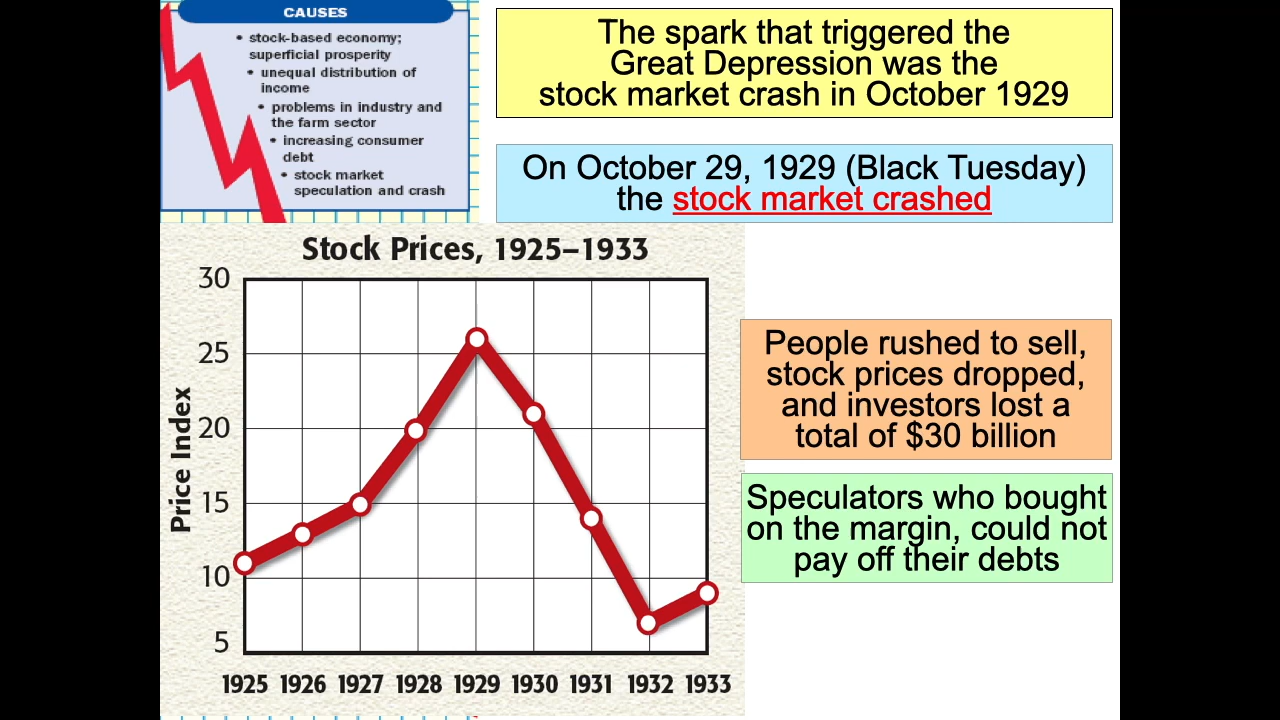 CAUSES
• stock-based economy;
superficial prosperity
• unequal distribution of
income
• problems in industry and
the farm sector
• increasing consumer
debt
• stock market
speculation and crash
The spark that triggered the
Great Depression was the
stock market crash in October 1929
On October 29, 1929 (Black Tuesday)
the stock market crashed
Stock Prices, 1925–1933
Price Index
30
25
20
15
10
5
1925 1926 1927 1928 1929 1930 1931 1932 1933
People rushed to sell,
stock prices dropped,
and investors lost a
total of $30 billion
Speculators who bought
on the margin, could not
pay off their debts